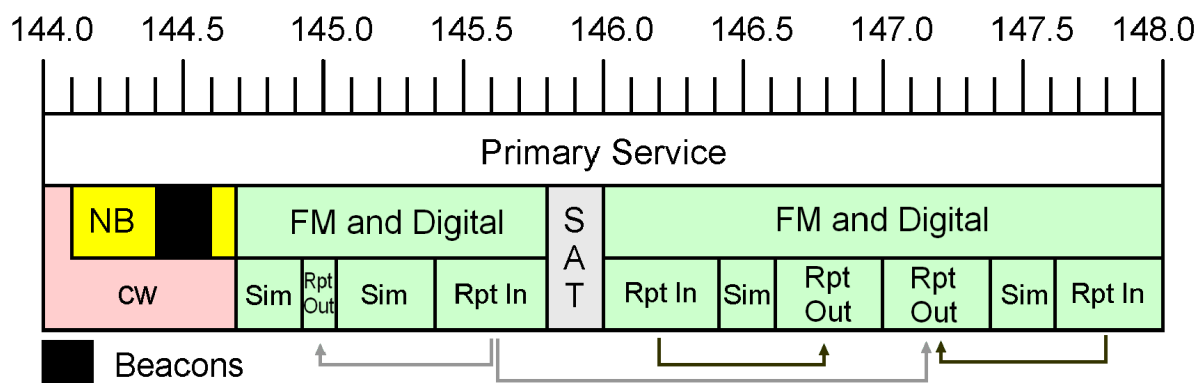 144.0 144.5 145.0 145.5 146.0 146.5 147.0 147.5 148.0
Primary Service
NB
FM and Digital
S
A
T
FM and Digital
CW
Sim
Rpt
Out
Sim
Rpt In
Rpt In
Sim
Rpt
Out
Rpt
Out
Sim
Rpt In
Beacons